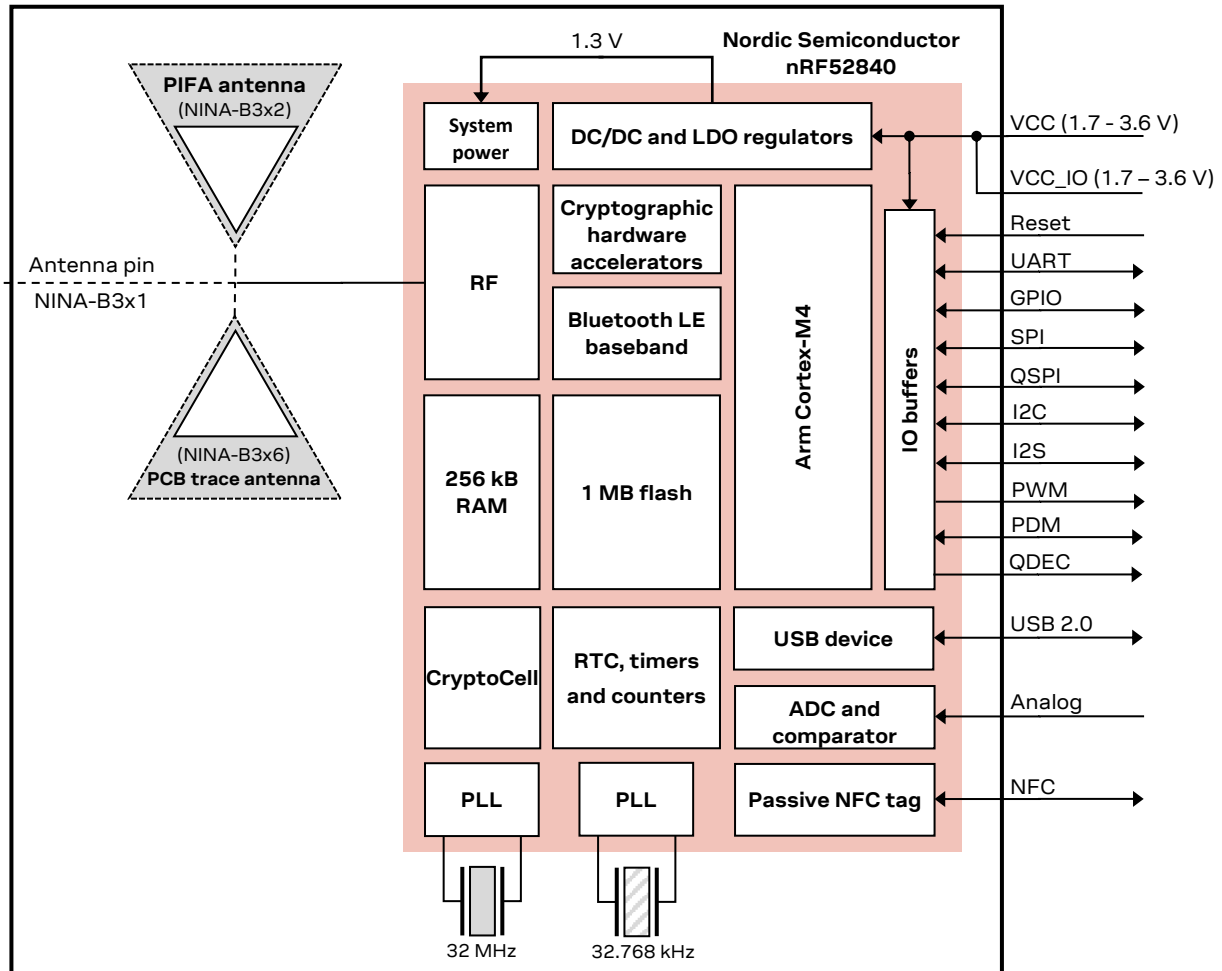 1.3 V
Nordic Semiconductor
nRF52840
PIFA antenna
(NINA-B3x2)
System
power
DC/DC and LDO regulators
VCC (1.7 - 3.6 V)
VCC_IO (1.7 – 3.6 V)
Cryptographic
hardware
accelerators
Reset
Antenna pin
NINA-B3x1
RF
UART
GPIO
Bluetooth LE
baseband
SPI
Arm Cortex-M4
IO buffers
QSPI
I2C
I2S
(NINA-B3x6)
PCB trace antenna
256 kB
RAM
1 MB flash
PWM
PDM
QDEC
USB device
USB 2.0
CryptoCell
RTC, timers
and counters
ADC and
comparator
Analog
PLL
PLL
Passive NFC tag
NFC
32 MHz
32.768 kHz